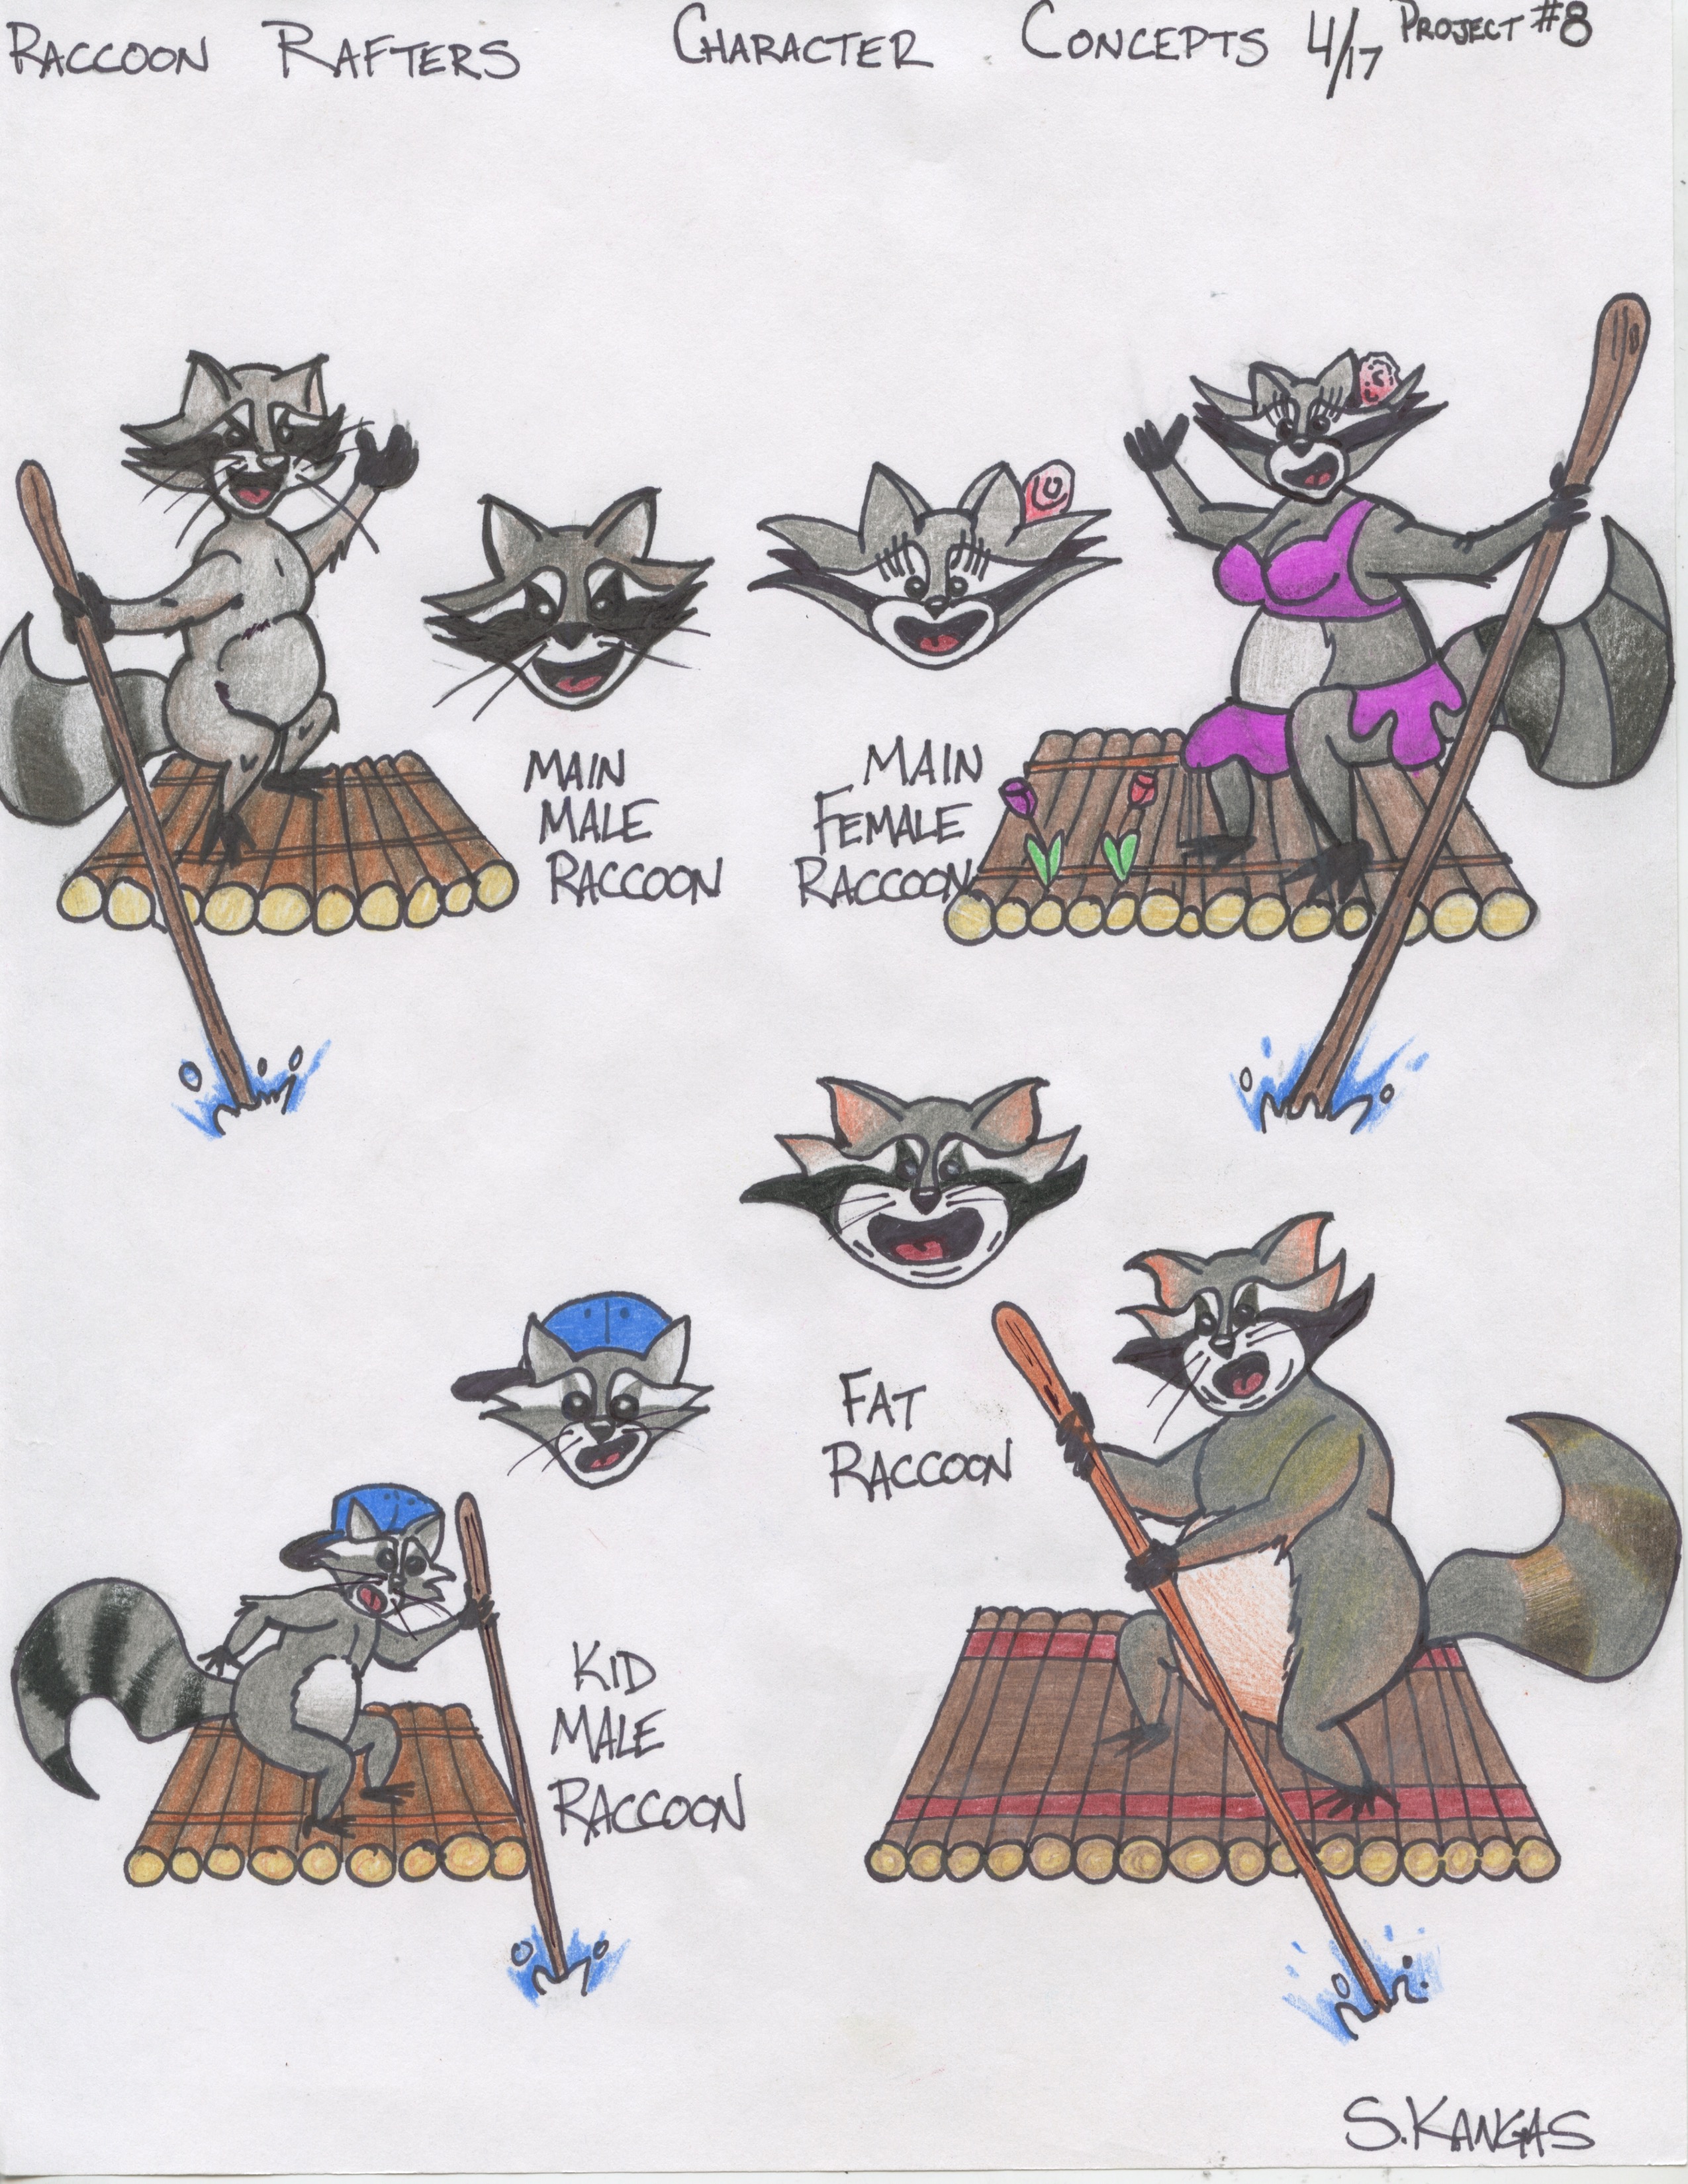 RACCOON RAFTERS CHARACTER CONCEPTS 4/17 PROJECT #8
MAIN
MALE
RACCOON
MAIN
FEMALE
RACCOON
FAT
RACCOON
KID
MALE
RACCOON
S.KANGAS